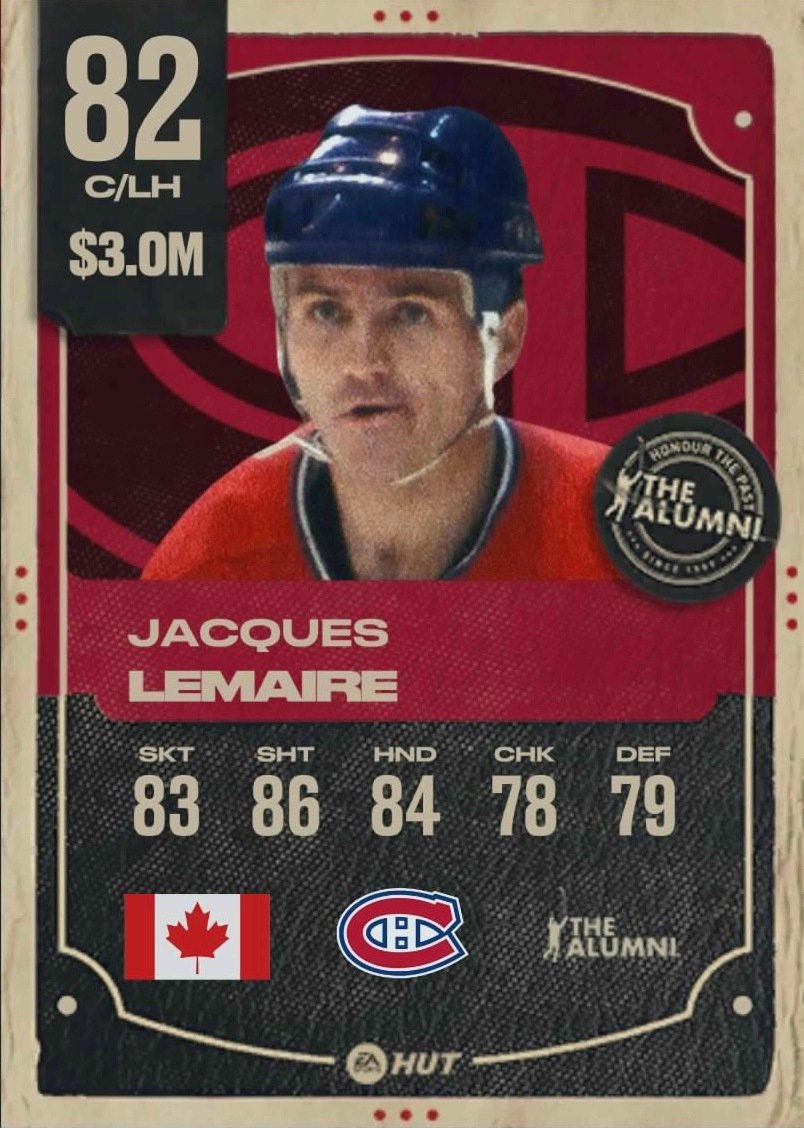 82
C/LH
$3.0M
HONOUR THE PAST
THE
ALUMNI
JACQUES
LEMAIRE
SKT SHT HND CHK DEF
83 86 84 78 79
THE
ALUMNI
EA HUT